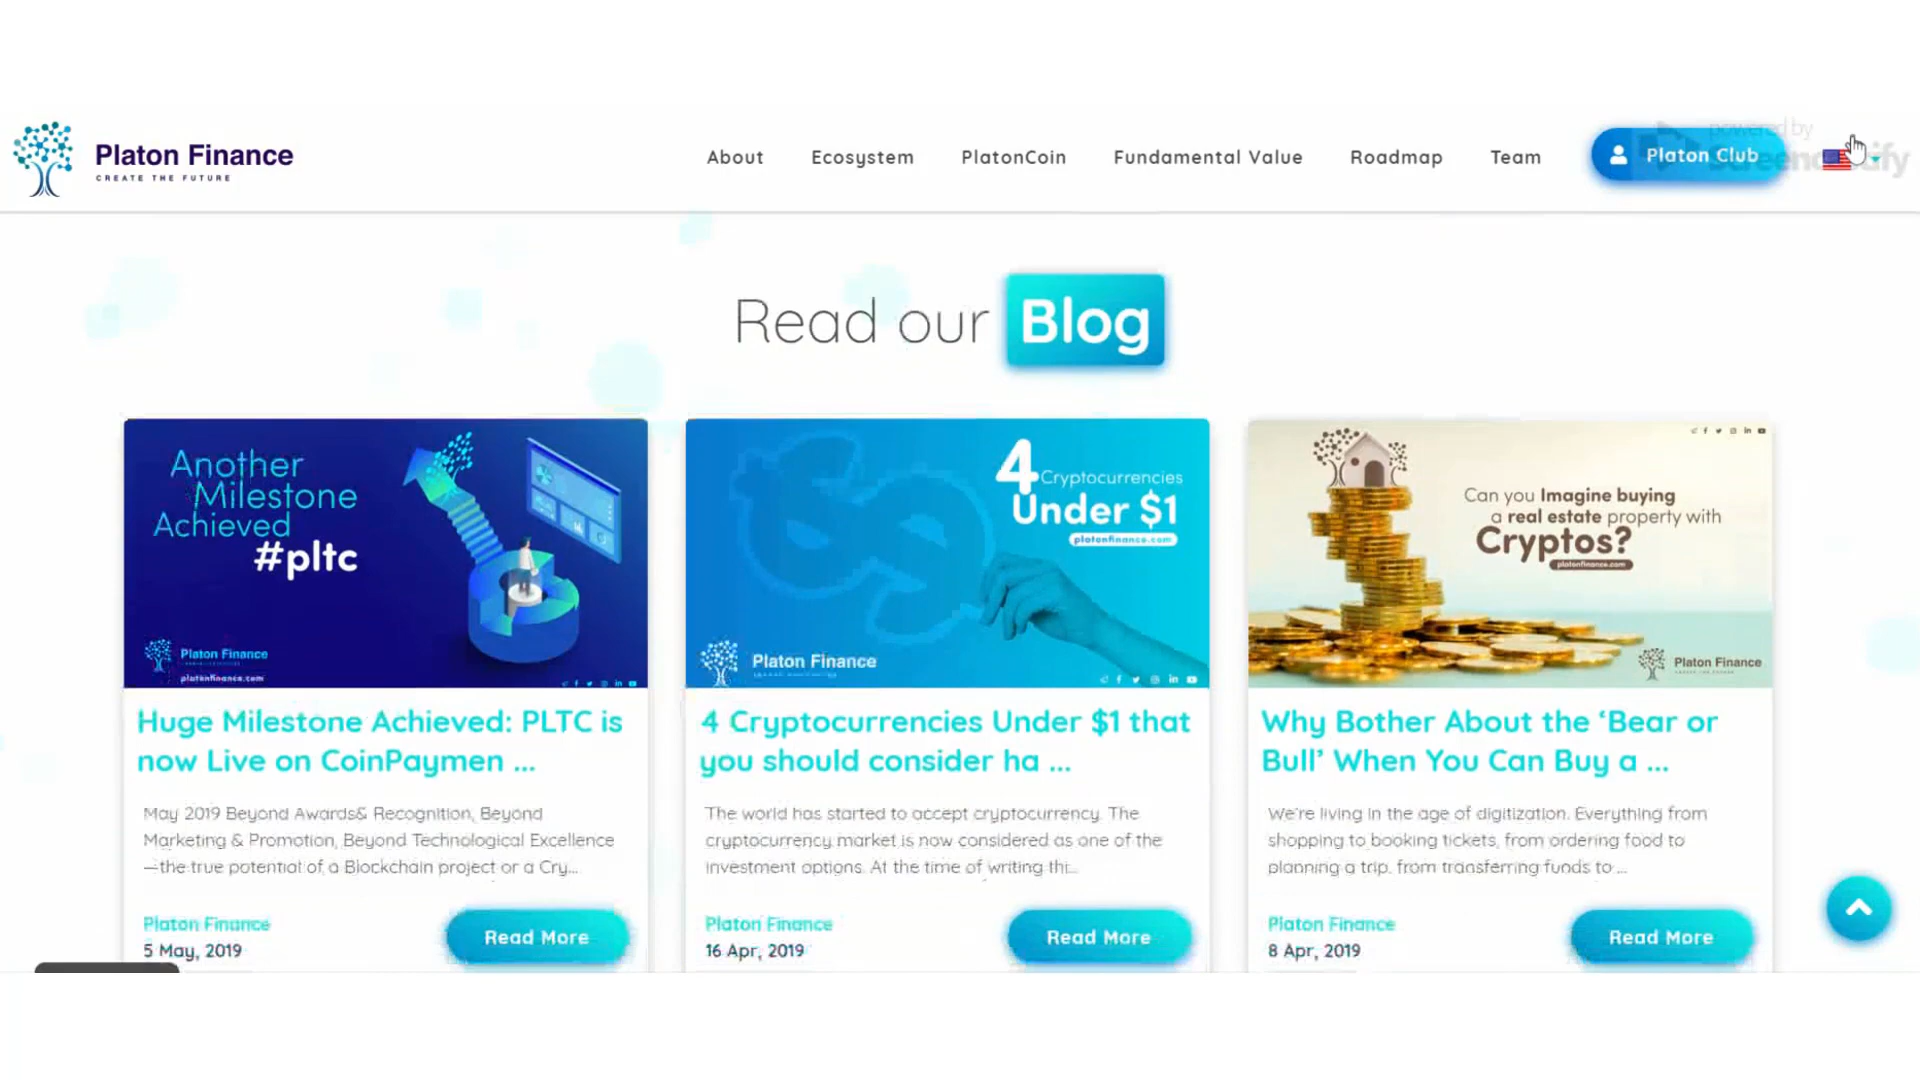 Platon Finance
CREATE THE FUTURE
About
Ecosystem
PlatonCoin
Fundamental Value
Roadmap
Team
Platon Club
powered by
Screencastify
Read our Blog
Another
Milestone
Achieved
#pltc
Platon Finance
platonfinance.com
4 Cryptocurrencies
Under $1
platonfinance.com
Platon Finance
Can you Imagine buying
a real estate property with
Cryptos?
platonfinance.com
Platon Finance
Huge Milestone Achieved: PLTC is
now Live on CoinPaymen ...
May 2019 Beyond Awards& Recognition, Beyond
Marketing & Promotion, Beyond Technological Excellence
—the true potential of a Blockchain project or a Cry...
Platon Finance
5 May, 2019
Read More
4 Cryptocurrencies Under $1 that
you should consider ha ...
The world has started to accept cryptocurrency. The
cryptocurrency market is now considered as one of the
investment options. At the time of writing thi...
Platon Finance
16 Apr, 2019
Read More
Why Bother About the ‘Bear or
Bull’ When You Can Buy a ...
We're living in the age of digitization. Everything from
shopping to booking tickets, from ordering food to
planning a trip, from transferring funds to ...
Platon Finance
8 Apr, 2019
Read More